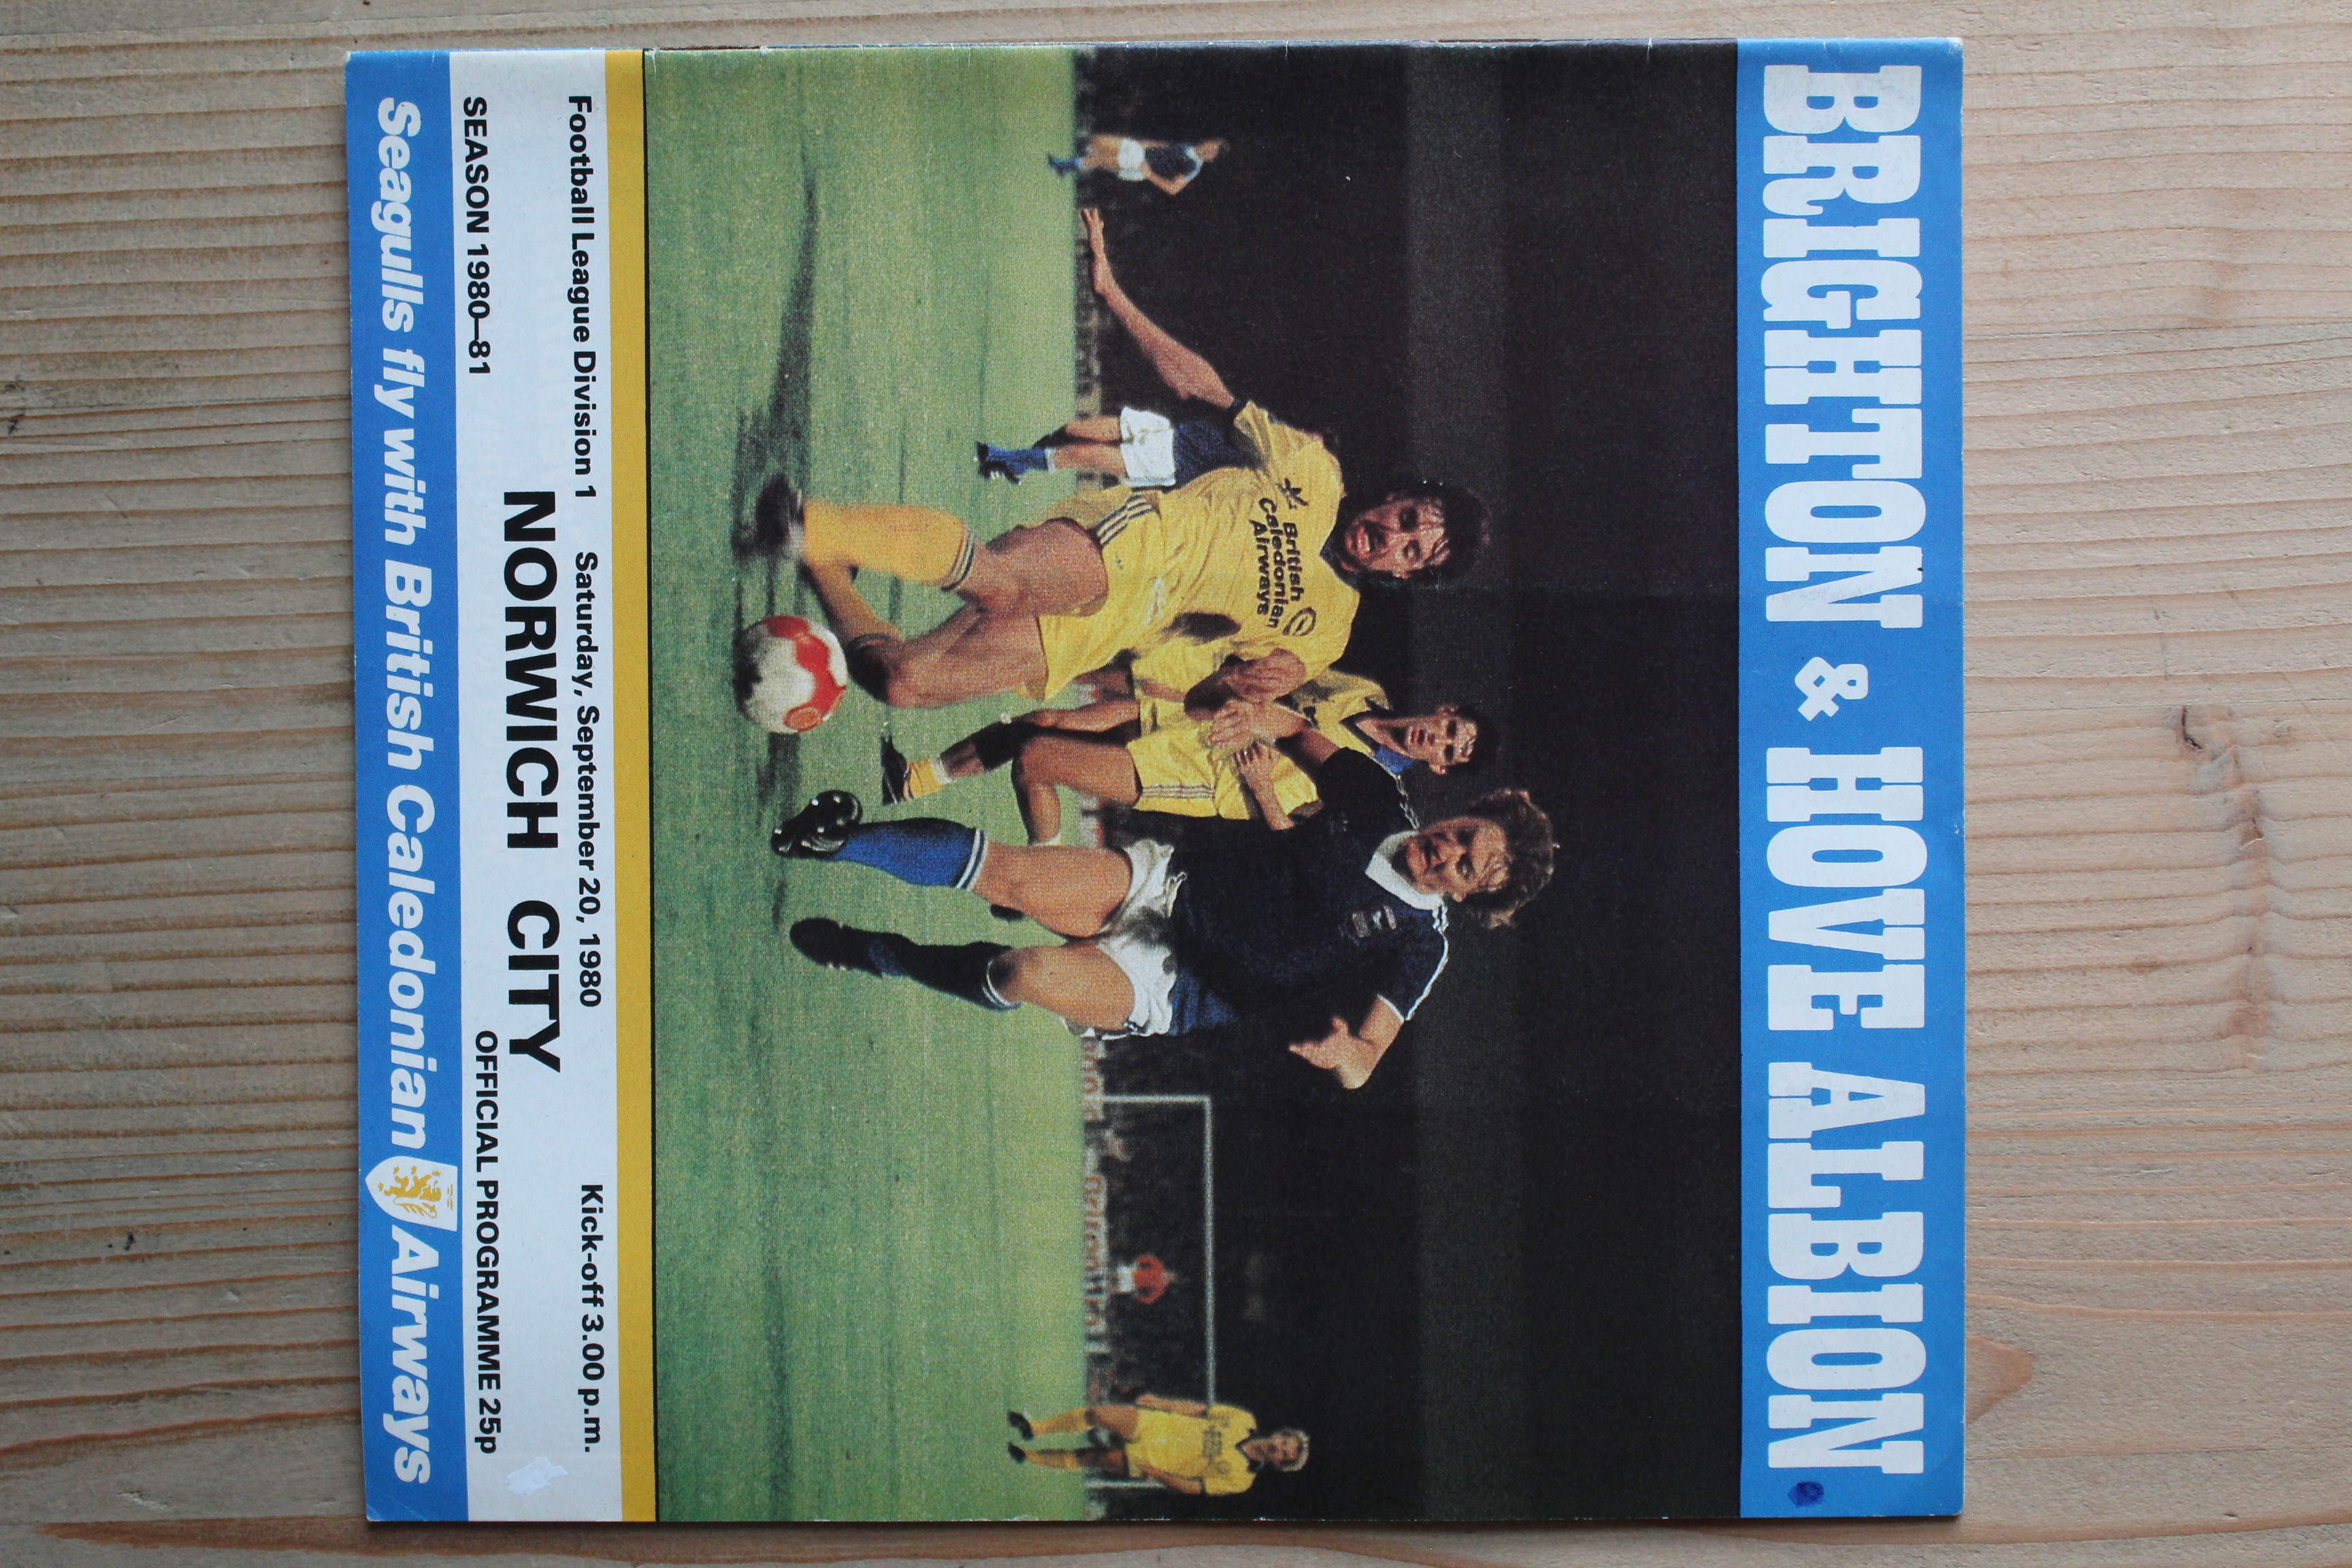 BRIGHTON & HOVE ALBION
British
Caledonian
Airways
Football League Division 1 Saturday, September 20, 1980 Kick-off 3.00 p.m.
NORWICH CITY
SEASON 1980–81 OFFICIAL PROGRAMME 25p
Seagulls fly with British Caledonian Airways